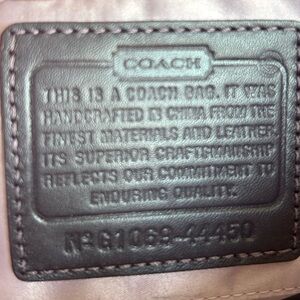 COACH
THIS IS A COACH BAG. IT WAS
HANDCRAFTED IN CHINA FROM THE
FINEST MATERIALS AND LEATHER.
ITS SUPERIOR CRAFTSMANSHIP
REFLECTS OUR COMMITMENT TO
ENDURING QUALITY.
Nº G1069-44450